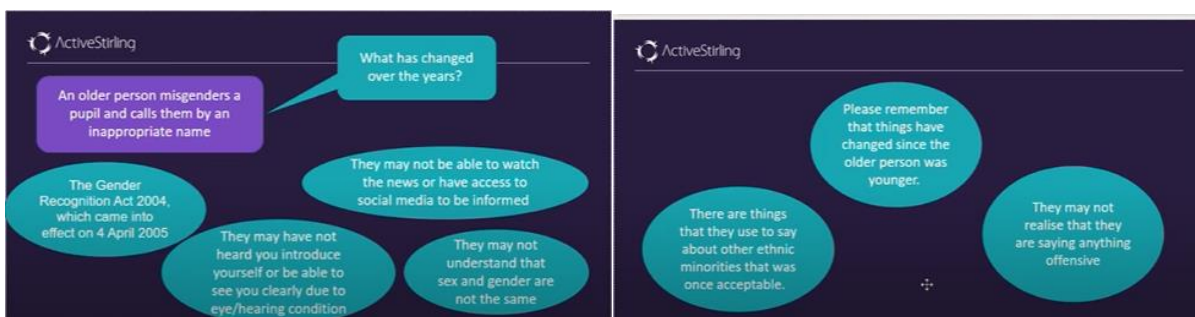 ActiveStirling
What has changed
over the years?
An older person misgenders a
pupil and calls them by an
inappropriate name
They may not be able to watch
the news or have access to
social media to be informed
The Gender
Recognition Act 2004,
which came into
effect on 4 April 2005
They may have not
heard you introduce
yourself or be able to
see you clearly due to
eye/hearing condition
They may not
understand that
sex and gender are
not the same
ActiveStirling
Please remember
that things have
changed since the
older person was
younger.
There are things
that they use to say
about other ethnic
minorities that was
once acceptable.
They may not
realise that they
are saying anything
offensive